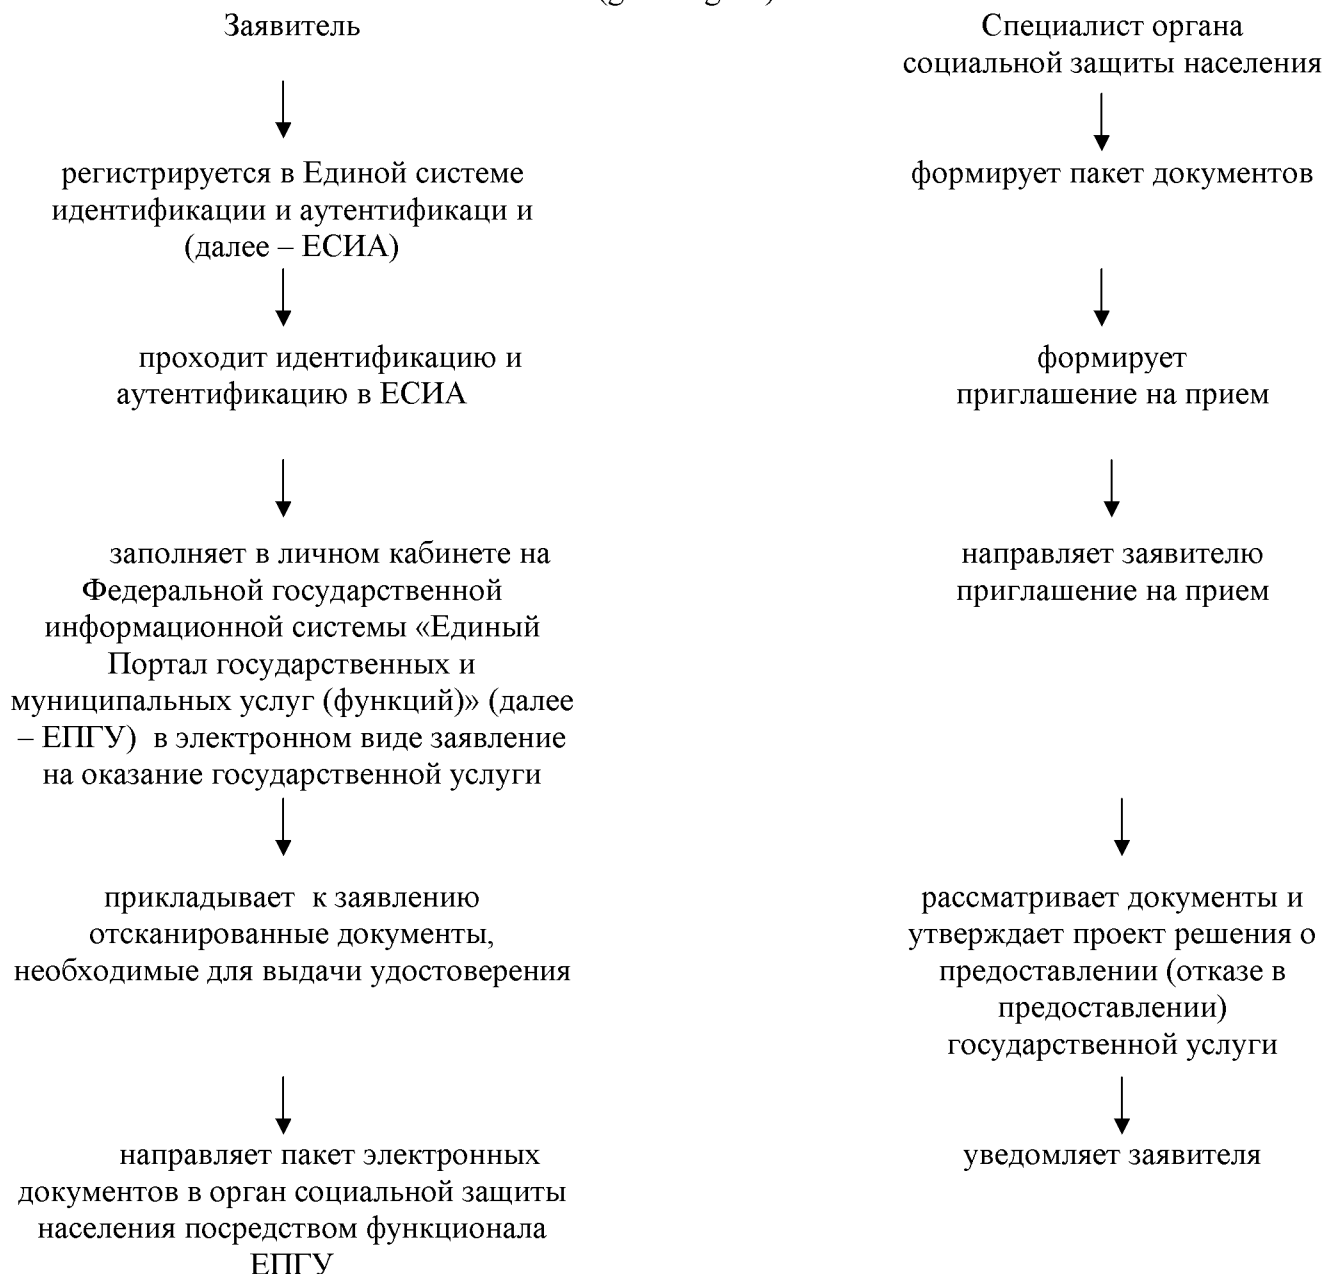 Заявитель
регистрируется в Единой системе
идентификации и аутентификаци и
(далее – ЕСИА)
проходит идентификацию и
аутентификацию в ЕСИА
заполняет в личном кабинете на
Федеральной государственной
информационной системы «Единый
Портал государственных и
муниципальных услуг (функций)» (далее
– ЕПГУ)  в электронном виде заявление
на оказание государственной услуги
прикладывает  к заявлению
отсканированные документы,
необходимые для выдачи удостоверения
направляет пакет электронных
документов в орган социальной защиты
населения посредством функционала
ЕПГУ
Специалист органа
социальной защиты населения
формирует пакет документов
формирует
приглашение на прием
направляет заявителю
приглашение на прием
рассматривает документы и
утверждает проект решения о
предоставлении (отказе в
предоставлении)
государственной услуги
уведомляет заявителя